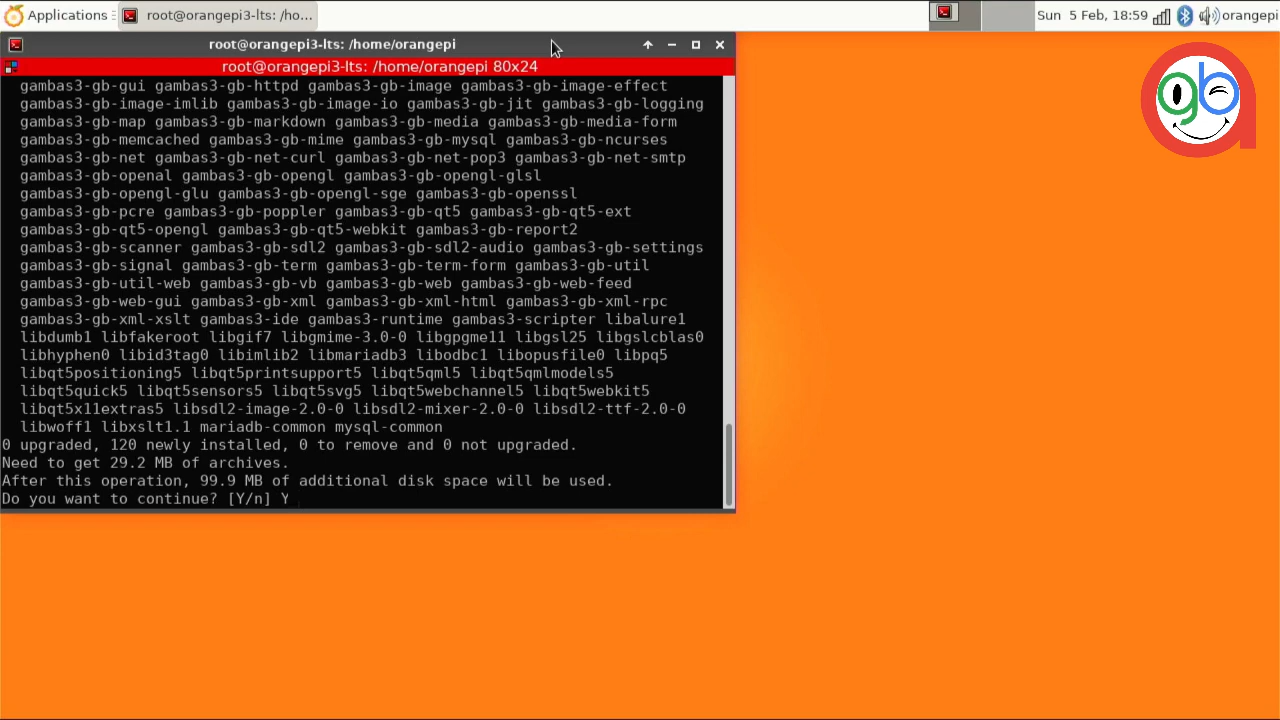 Applications
root@orangepi3-lts: /ho...
Sun 5 Feb, 18:59
orangepi
root@orangepi3-lts: /home/orangepi
root@orangepi3-lts: /home/orangepi 80x24
gambas3-gb-gui gambas3-gb-httpd gambas3-gb-image gambas3-gb-image-effect
gambas3-gb-image-imlib gambas3-gb-image-io gambas3-gb-jit gambas3-gb-logging
gambas3-gb-map gambas3-gb-markdown gambas3-gb-media gambas3-gb-media-form
gambas3-gb-memcached gambas3-gb-mime gambas3-gb-mysql gambas3-gb-ncurses
gambas3-gb-net gambas3-gb-net-curl gambas3-gb-net-pop3 gambas3-gb-net-smtp
gambas3-gb-openal gambas3-gb-opengl gambas3-gb-opengl-glsl
gambas3-gb-opengl-glu gambas3-gb-opengl-sge gambas3-gb-openssl
gambas3-gb-pcre gambas3-gb-poppler gambas3-gb-qt5 gambas3-gb-qt5-ext
gambas3-gb-qt5-opengl gambas3-gb-qt5-webkit gambas3-gb-report2
gambas3-gb-scanner gambas3-gb-sdl2 gambas3-gb-sdl2-audio gambas3-gb-settings
gambas3-gb-signal gambas3-gb-term gambas3-gb-term-form gambas3-gb-util
gambas3-gb-util-web gambas3-gb-vb gambas3-gb-web gambas3-gb-web-feed
gambas3-gb-web-gui gambas3-gb-xml gambas3-gb-xml-html gambas3-gb-xml-rpc
gambas3-gb-xml-xslt gambas3-ide gambas3-runtime gambas3-scripter libalure1
libdumb1 libfakeroot libgif7 libgmime-3.0-0 libgpgme11 libgsl25 libgslcblas0
libhyphen0 libid3tag0 libimlib2 libmariadb3 libodbc1 libopusfile0 libpq5
libqt5positioning5 libqt5printsupport5 libqt5qml5 libqt5qmlmodels5
libqt5quick5 libqt5sensors5 libqt5svg5 libqt5webchannel5 libqt5webkit5
libqt5x11extras5 libsdl2-image-2.0-0 libsdl2-mixer-2.0-0 libsdl2-ttf-2.0-0
libwoff1 libxslt1.1 mariadb-common mysql-common
0 upgraded, 120 newly installed, 0 to remove and 0 not upgraded.
Need to get 29.2 MB of archives.
After this operation, 99.9 MB of additional disk space will be used.
Do you want to continue? [Y/n] Y
gb